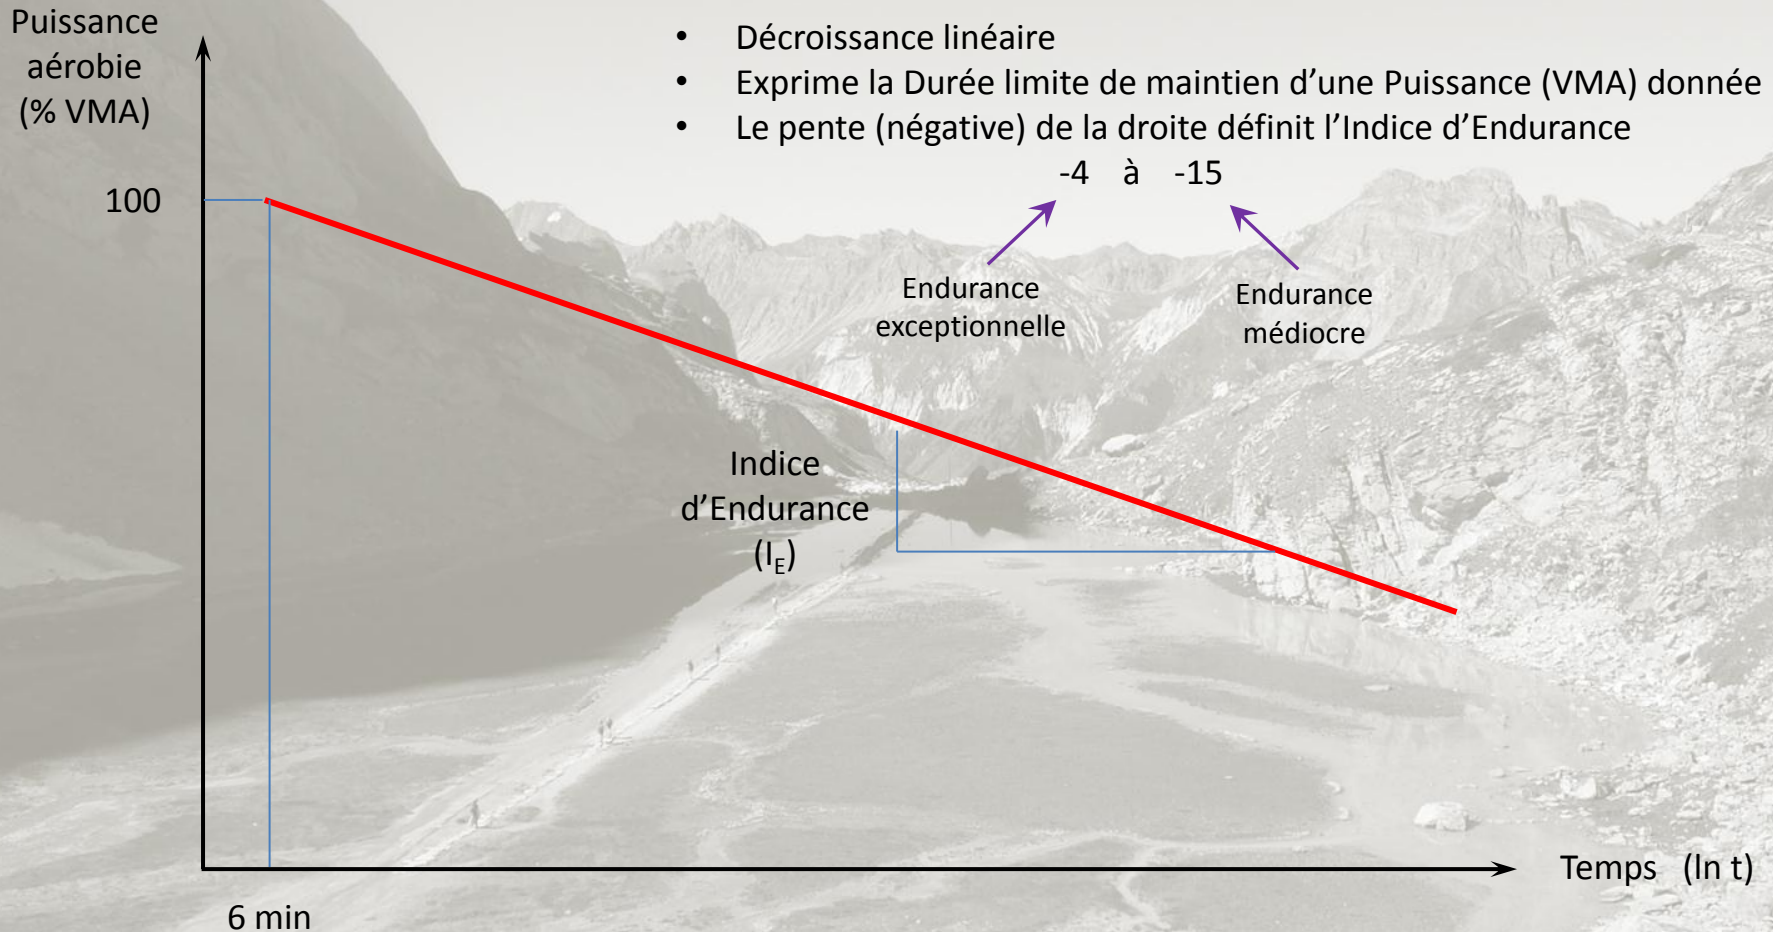 Puissance
aérobie
(% VMA)
• Décroissance linéaire
• Exprime la Durée limite de maintien d’une Puissance (VMA) donnée
• Le pente (négative) de la droite définit l’Indice d’Endurance
-4 à -15
100
Endurance
exceptionnelle
Endurance
médiocre
Indice
d’Endurance
(IE)
Temps (ln t)
6 min